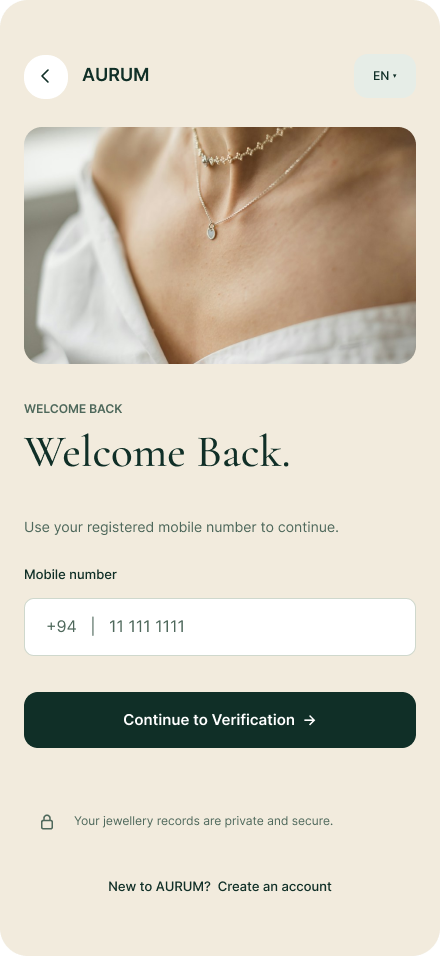 AURUM
EN ▾
WELCOME BACK
Welcome Back.
Use your registered mobile number to continue.
Mobile number
+94 | 11 111 1111
Continue to Verification →
Your jewellery records are private and secure.
New to AURUM? Create an account